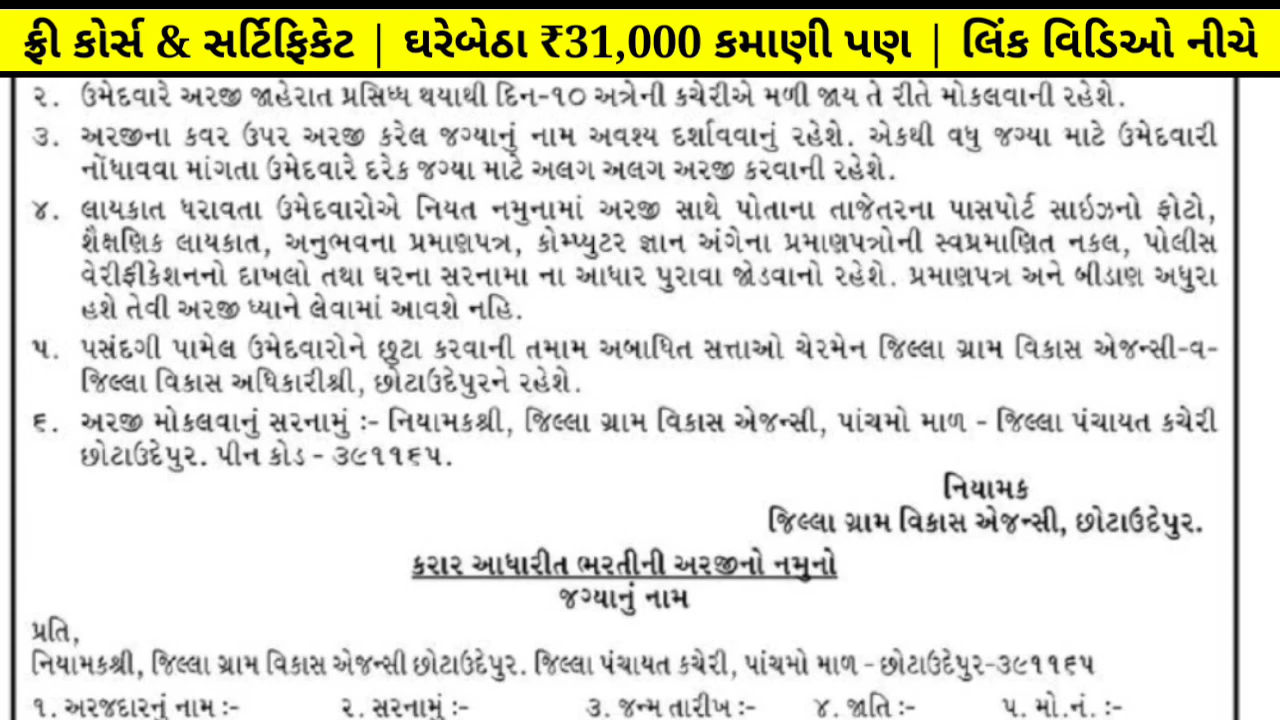 ફ્રી કોર્સ & સર્ટિફિકેટ | ઘરેબેઠા ₹31,000 કમાણી પણ | લિંક વિડિઓ નીચે
૨. ઉમેદવારે અરજી જાહેરાત પ્રસિધ્ધ થયાથી દિન-૧૦ અત્રેની કચેરીએ મળી જાય તે રીતે મોકલવાની રહેશે.
૩. અરજીના કવર ઉપર અરજી કરેલ જગ્યાનું નામ અવશ્ય દર્શાવવાનું રહેશે. એકથી વધુ જગ્યા માટે ઉમેદવારી
નોંધાવવા માંગતા ઉમેદવારે દરેક જગ્યા માટે અલગ અલગ અરજી કરવાની રહેશે.
૪. લાયકાત ધરાવતા ઉમેદવારોએ નિયત નમુનામાં અરજી સાથે પોતાના તાજેતરના પાસપોર્ટ સાઇઝનો ફોટો,
શૈક્ષણિક લાયકાત, અનુભવના પ્રમાણપત્ર, કોમ્પ્યુટર જ્ઞાન અંગેના પ્રમાણપત્રોની સ્વપ્રમાણિત નકલ, પોલીસ
વેરીફીકેશનનો દાખલો તથા ઘરના સરનામા ના આધાર પુરાવા જોડવાનો રહેશે. પ્રમાણપત્ર અને બીડાણ અધુરા
હશે તેવી અરજી ધ્યાને લેવામાં આવશે નહિ.
૫. પસંદગી પામેલ ઉમેદવારોને છુટા કરવાની તમામ અબાધિત સત્તાઓ ચેરમેન જિલ્લા ગ્રામ વિકાસ એજન્સી-વ-
જિલ્લા વિકાસ અધિકારીશ્રી, છોટાઉદેપુરને રહેશે.
૬. અરજી મોકલવાનું સરનામું :- નિયામકશ્રી, જિલ્લા ગ્રામ વિકાસ એજન્સી, પાંચમો માળ - જિલ્લા પંચાયત કચેરી
છોટાઉદેપુર. પીન કોડ - ૩૯૧૧૬૫.
નિયામક
જિલ્લા ગ્રામ વિકાસ એજન્સી, છોટાઉદેપુર.
કરાર આધારીત ભરતીની અરજીનો નમુનો
જગ્યાનું નામ
પ્રતિ,
નિયામકશ્રી, જિલ્લા ગ્રામ વિકાસ એજન્સી છોટાઉદેપુર. જિલ્લા પંચાયત કચેરી, પાંચમો માળ - છોટાઉદેપુર-૩૯૧૧૬૫
૧. અરજદારનું નામ :- ૨. સરનામું :- ૩. જન્મ તારીખ :- ૪. જાતિ :- ૫. મો.નં. :-